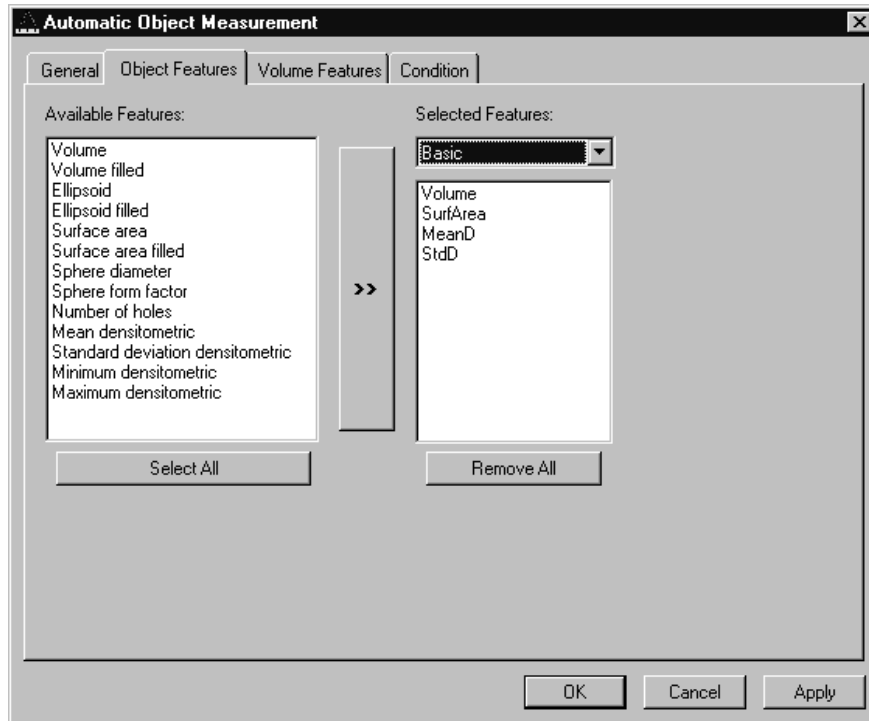 Automatic Object Measurement
General
Object Features
Volume Features
Condition
Available Features:
Volume
Volume filled
Ellipsoid
Ellipsoid filled
Surface area
Surface area filled
Sphere diameter
Sphere form factor
Number of holes
Mean densitometric
Standard deviation densitometric
Minimum densitometric
Maximum densitometric
Select All
>>
Selected Features:
Basic
Volume
SurfArea
MeanD
StdD
Remove All
OK
Cancel
Apply